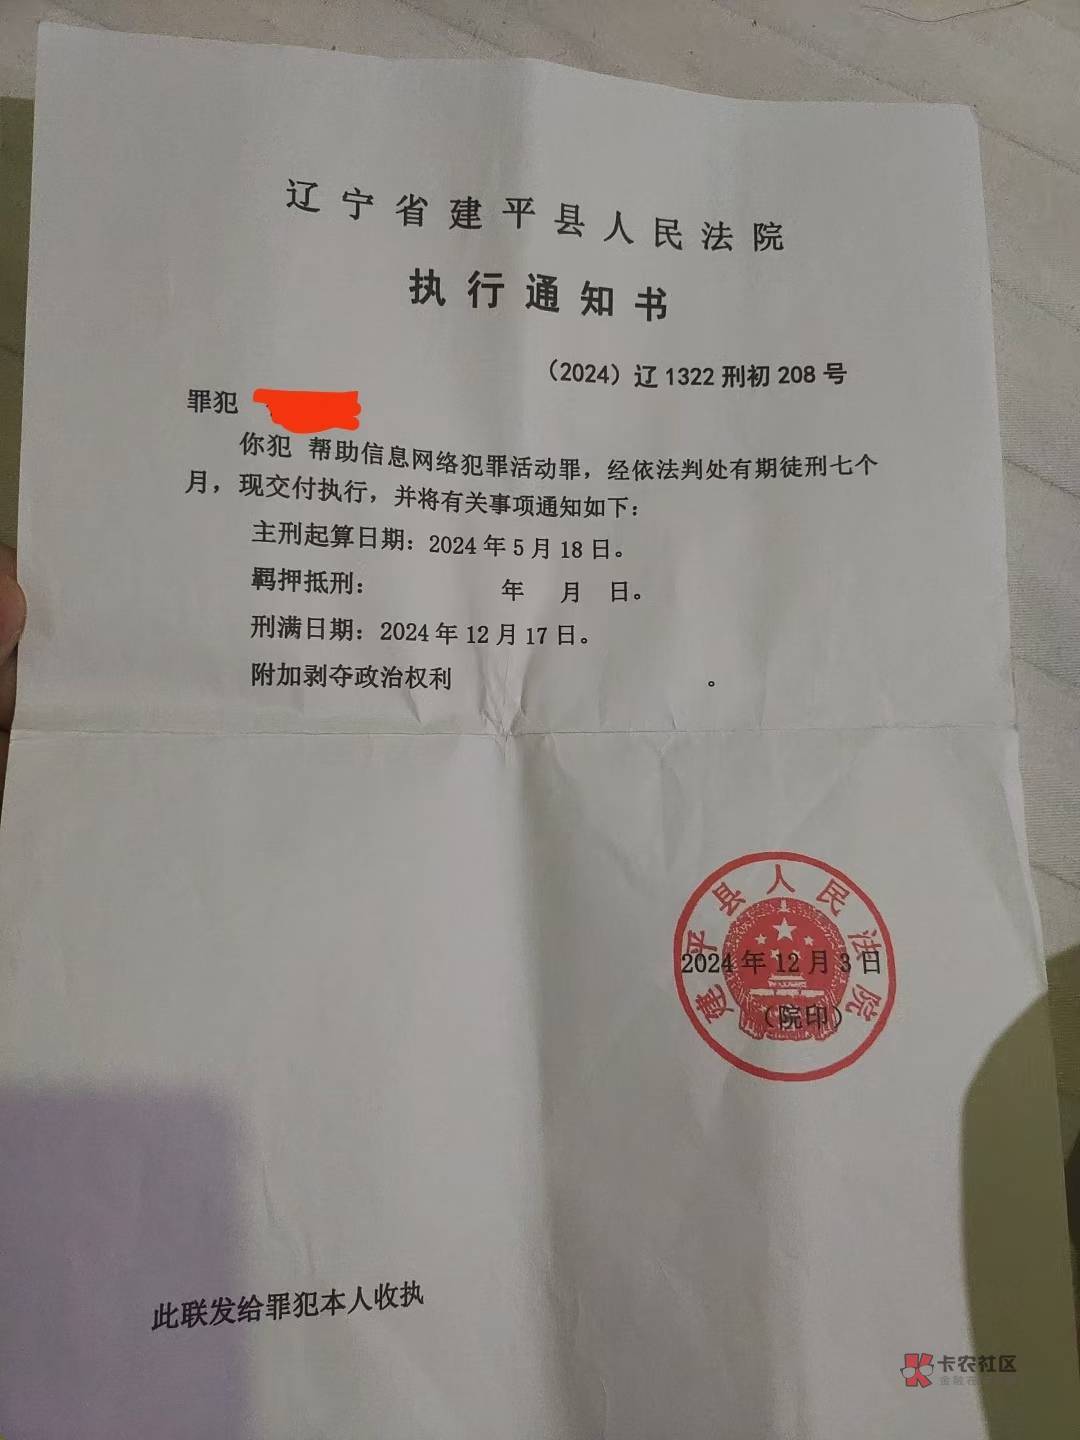 辽宁省建平县人民法院
执行通知书
（2024）辽1322刑初208号
罪犯
你犯 帮助信息网络犯罪活动罪，经依法判处有期徒刑七个
月，现交付执行，并将有关事项通知如下：
主刑起算日期：2024年5月18日。
羁押抵刑： 年 月 日。
刑满日期：2024年12月17日。
附加剥夺政治权利 。
建平县人民法院
2024年12月3日
（院印）
此联发给罪犯本人收执
卡农社区